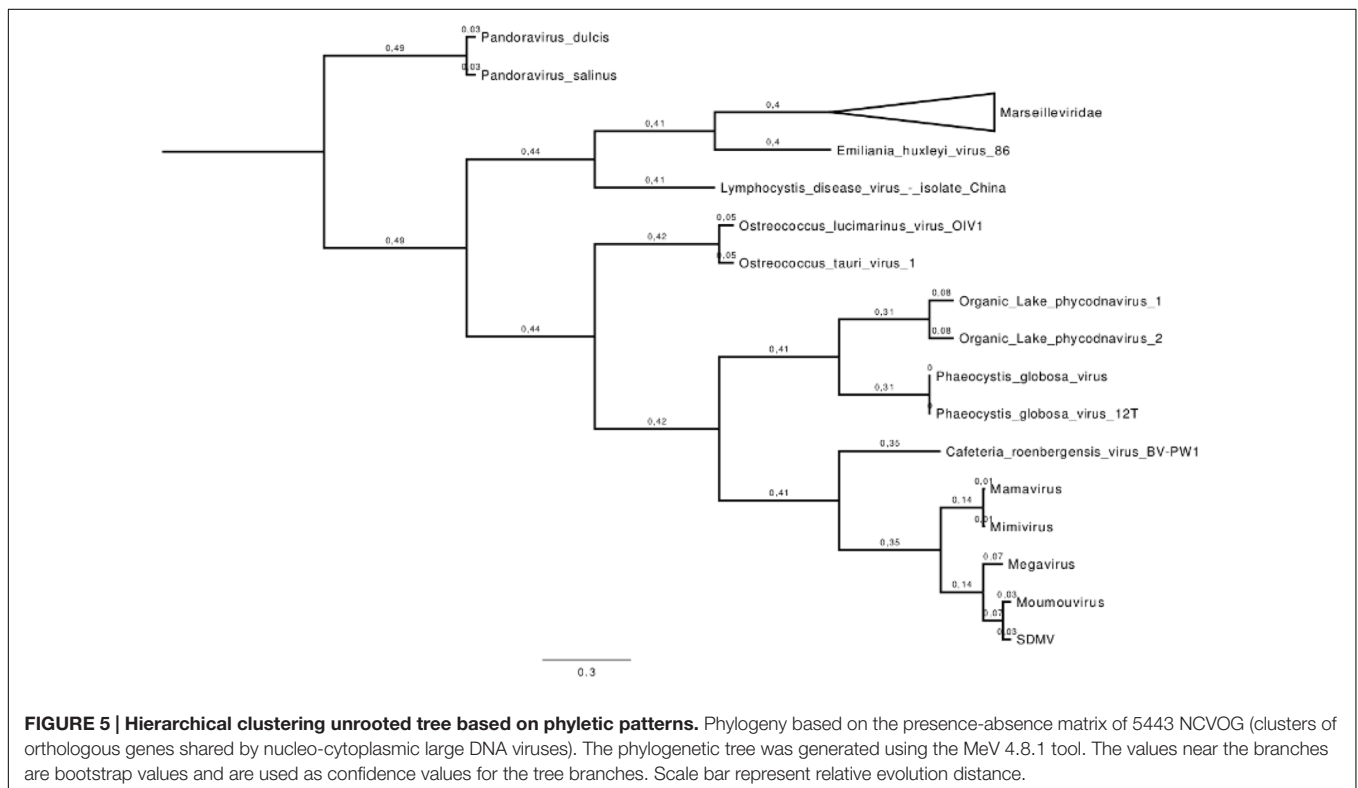 0,03
Pandoravirus_dulcis
0,49
0,03
Pandoravirus_salinus
0,4
Marseilleviridae
0,41
0,4
Emiliania_huxleyi_virus_86
0,44
0,41
Lymphocystis_disease_virus_-_isolate_China
0,49
0,05
Ostreococcus_lucimarinus_virus_OlV1
0,42
0,05
Ostreococcus_tauri_virus_1
0,44
0,08
Organic_Lake_phycodnavirus_1
0,31
0,08
Organic_Lake_phycodnavirus_2
0,41
0
Phaeocystis_globosa_virus
0,31
0
Phaeocystis_globosa_virus_12T
0,42
0,35
Cafeteria_roenbergensis_virus_BV-PW1
0,41
0,01
Mamavirus
0,14
0,01
Mimivirus
0,35
0,07
Megavirus
0,14
0,03
Moumouvirus
0,07
0,03
SDMV
0.3
FIGURE 5 | Hierarchical clustering unrooted tree based on phyletic patterns. Phylogeny based on the presence-absence matrix of 5443 NCVOG (clusters of
orthologous genes shared by nucleo-cytoplasmic large DNA viruses). The phylogenetic tree was generated using the MeV 4.8.1 tool. The values near the branches
are bootstrap values and are used as confidence values for the tree branches. Scale bar represent relative evolution distance.